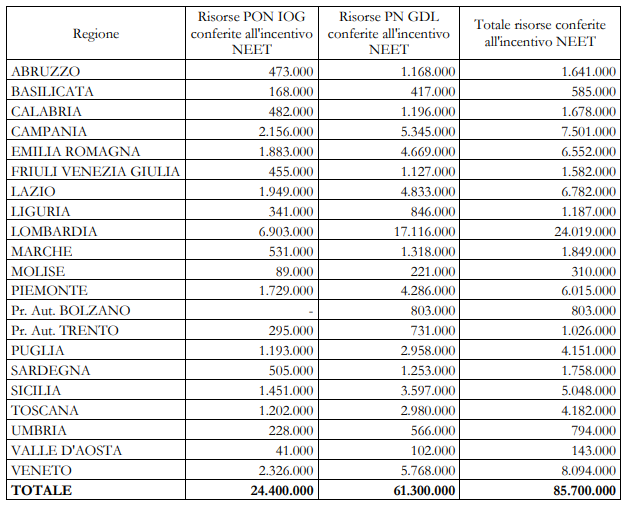 Regione | Risorse PON IOG conferite all'incentivo NEET | Risorse PN GDL conferite all'incentivo NEET | Totale risorse conferite all'incentivo NEET
ABRUZZO 473.000 1.168.000 1.641.000
BASILICATA 168.000 417.000 585.000
CALABRIA 482.000 1.196.000 1.678.000
CAMPANIA 2.156.000 5.345.000 7.501.000
EMILIA ROMAGNA 1.883.000 4.669.000 6.552.000
FRIULI VENEZIA GIULIA 455.000 1.127.000 1.582.000
LAZIO 1.949.000 4.833.000 6.782.000
LIGURIA 341.000 846.000 1.187.000
LOMBARDIA 6.903.000 17.116.000 24.019.000
MARCHE 531.000 1.318.000 1.849.000
MOLISE 89.000 221.000 310.000
PIEMONTE 1.729.000 4.286.000 6.015.000
Pr. Aut. BOLZANO - 803.000 803.000
Pr. Aut. TRENTO 295.000 731.000 1.026.000
PUGLIA 1.193.000 2.958.000 4.151.000
SARDEGNA 505.000 1.253.000 1.758.000
SICILIA 1.451.000 3.597.000 5.048.000
TOSCANA 1.202.000 2.980.000 4.182.000
UMBRIA 228.000 566.000 794.000
VALLE D'AOSTA 41.000 102.000 143.000
VENETO 2.326.000 5.768.000 8.094.000
TOTALE 24.400.000 61.300.000 85.700.000